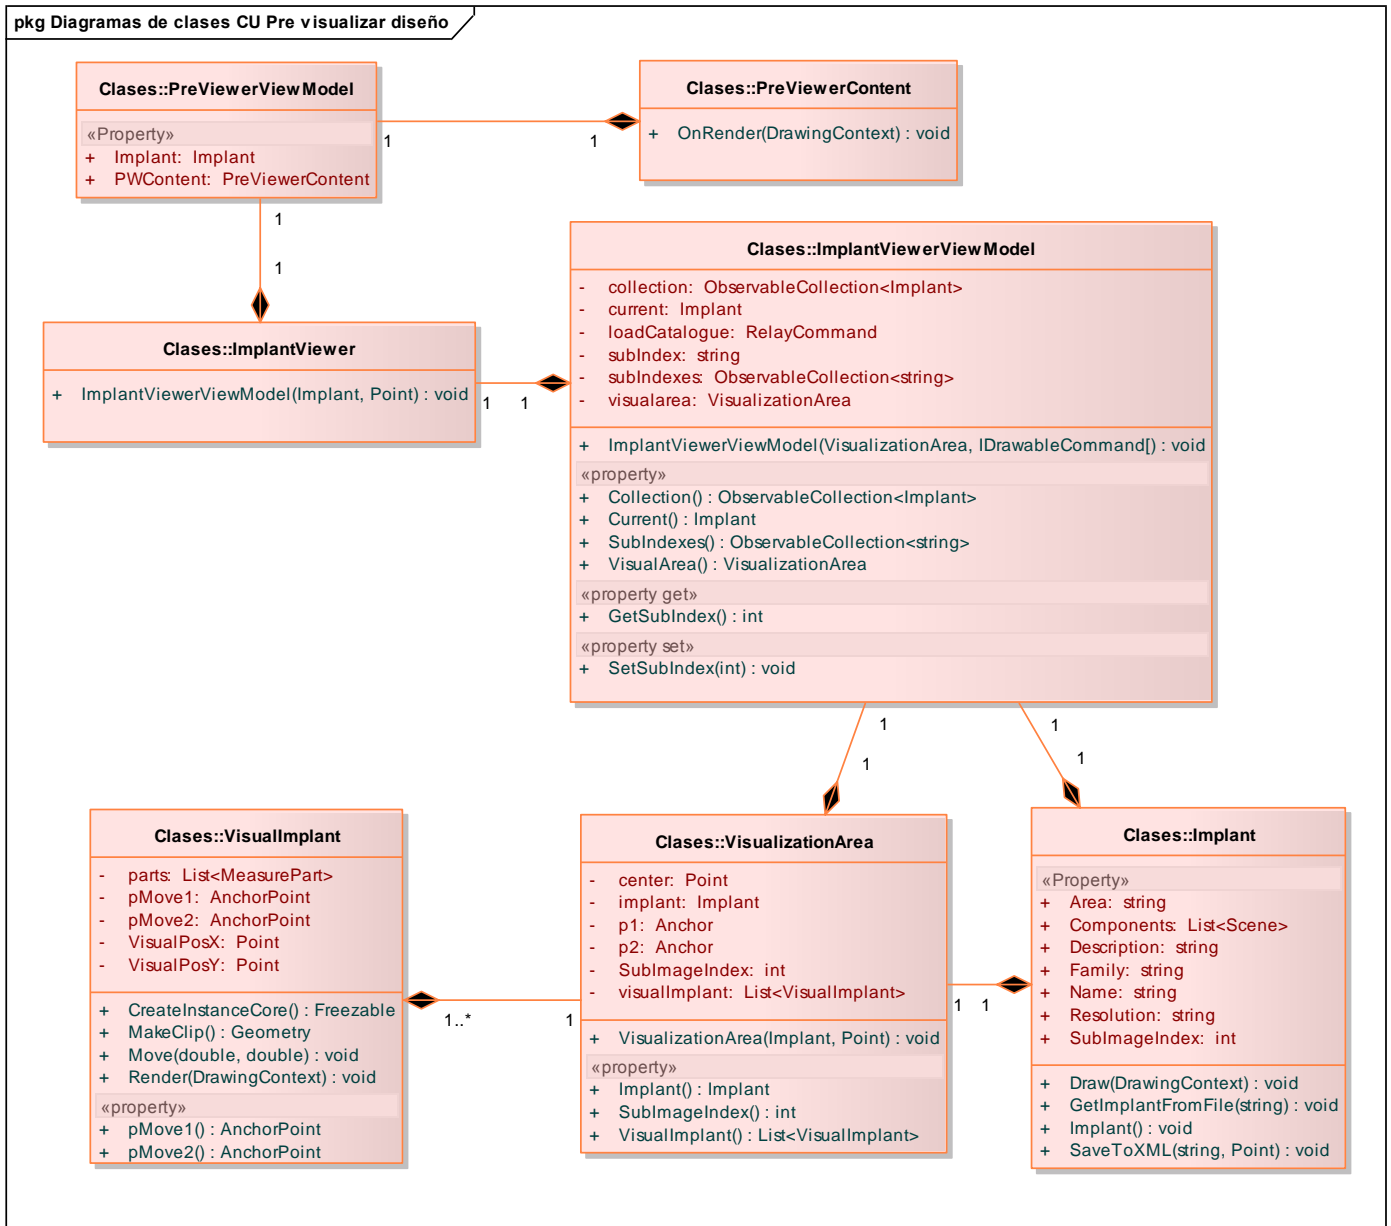 pkg Diagramas de clases CU Pre visualizar diseño
Clases::PreViewerViewModel
«Property»
+ Implant: Implant
+ PWContent: PreViewerContent
Clases::PreViewerContent
+ OnRender(DrawingContext) : void
1
1
1
1
Clases::ImplantViewer
+ ImplantViewerViewModel(Implant, Point) : void
1
1
Clases::ImplantViewerViewModel
- collection: ObservableCollection<Implant>
- current: Implant
- loadCatalogue: RelayCommand
- subIndex: string
- subIndexes: ObservableCollection<string>
- visualarea: VisualizationArea
+ ImplantViewerViewModel(VisualizationArea, IDrawableCommand[) : void
«property»
+ Collection() : ObservableCollection<Implant>
+ Current() : Implant
+ SubIndexes() : ObservableCollection<string>
+ VisualArea() : VisualizationArea
«property get»
+ GetSubIndex() : int
«property set»
+ SetSubIndex(int) : void
1
1
1
1
Clases::VisualImplant
- parts: List<MeasurePart>
- pMove1: AnchorPoint
- pMove2: AnchorPoint
- VisualPosX: Point
- VisualPosY: Point
+ CreateInstanceCore() : Freezable
+ MakeClip() : Geometry
+ Move(double, double) : void
+ Render(DrawingContext) : void
«property»
+ pMove1() : AnchorPoint
+ pMove2() : AnchorPoint
1..*
1
Clases::VisualizationArea
- center: Point
- implant: Implant
- p1: Anchor
- p2: Anchor
- SubImageIndex: int
- visualImplant: List<VisualImplant>
+ VisualizationArea(Implant, Point) : void
«property»
+ Implant() : Implant
+ SubImageIndex() : int
+ VisualImplant() : List<VisualImplant>
1
1
Clases::Implant
«Property»
+ Area: string
+ Components: List<Scene>
+ Description: string
+ Family: string
+ Name: string
+ Resolution: string
+ SubImageIndex: int
+ Draw(DrawingContext) : void
+ GetImplantFromFile(string) : void
+ Implant() : void
+ SaveToXML(string, Point) : void